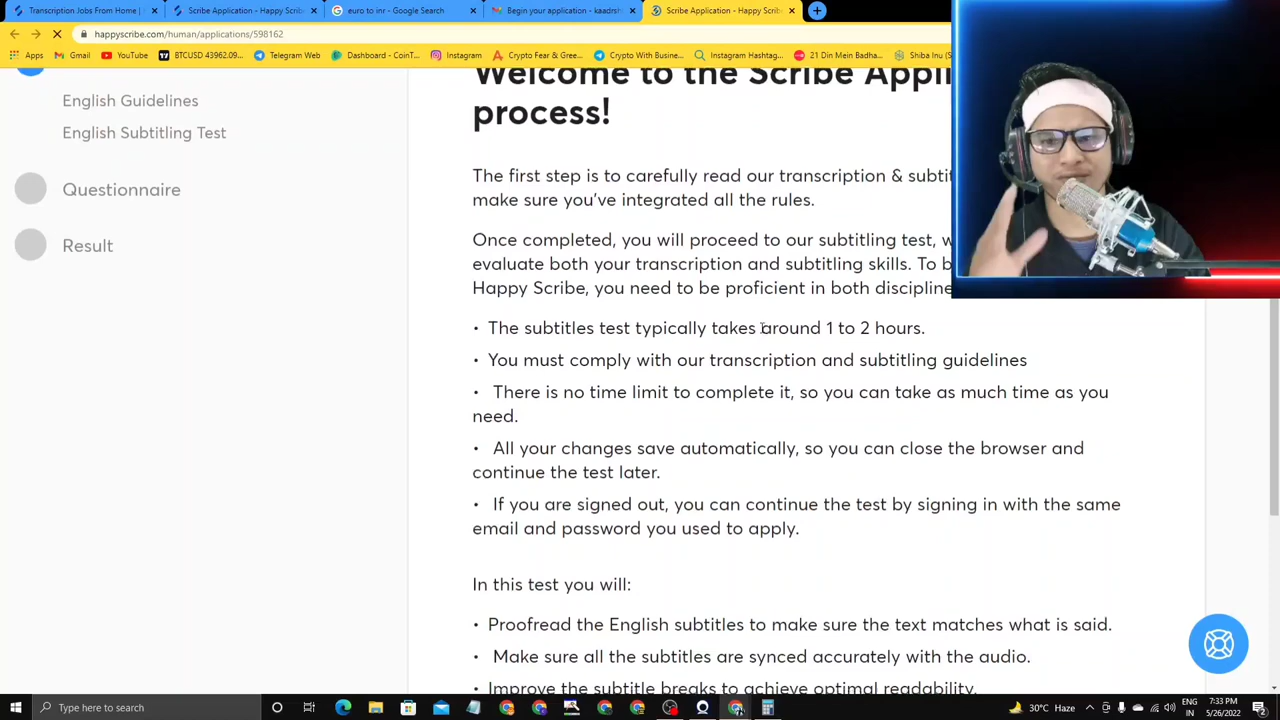 Transcription Jobs From Home |
Scribe Application - Happy Scrib
euro to inr - Google Search
Begin your application - kaadrsh
Scribe Application - Happy Scrib
happyscribe.com/human/applications/598162
Apps
Gmail
YouTube
BTCUSD 43962.09...
Telegram Web
Dashboard - CoinT...
Instagram
Crypto Fear & Gree...
Crypto With Busine...
Instagram Hashtag...
21 Din Mein Badha...
Shiba Inu (S
English Guidelines
English Subtitling Test
Questionnaire
Result
Welcome to the Scribe Appli
process!
The first step is to carefully read our transcription & subti
make sure you've integrated all the rules.
Once completed, you will proceed to our subtitling test, w
evaluate both your transcription and subtitling skills. To b
Happy Scribe, you need to be proficient in both discipline
• The subtitles test typically takes around 1 to 2 hours.
• You must comply with our transcription and subtitling guidelines
• There is no time limit to complete it, so you can take as much time as you
need.
• All your changes save automatically, so you can close the browser and
continue the test later.
• If you are signed out, you can continue the test by signing in with the same
email and password you used to apply.
In this test you will:
• Proofread the English subtitles to make sure the text matches what is said.
• Make sure all the subtitles are synced accurately with the audio.
• Improve the subtitle breaks to achieve optimal readability.
Type here to search
30°C Haze
ENG
IN
7:33 PM
5/26/2022
2